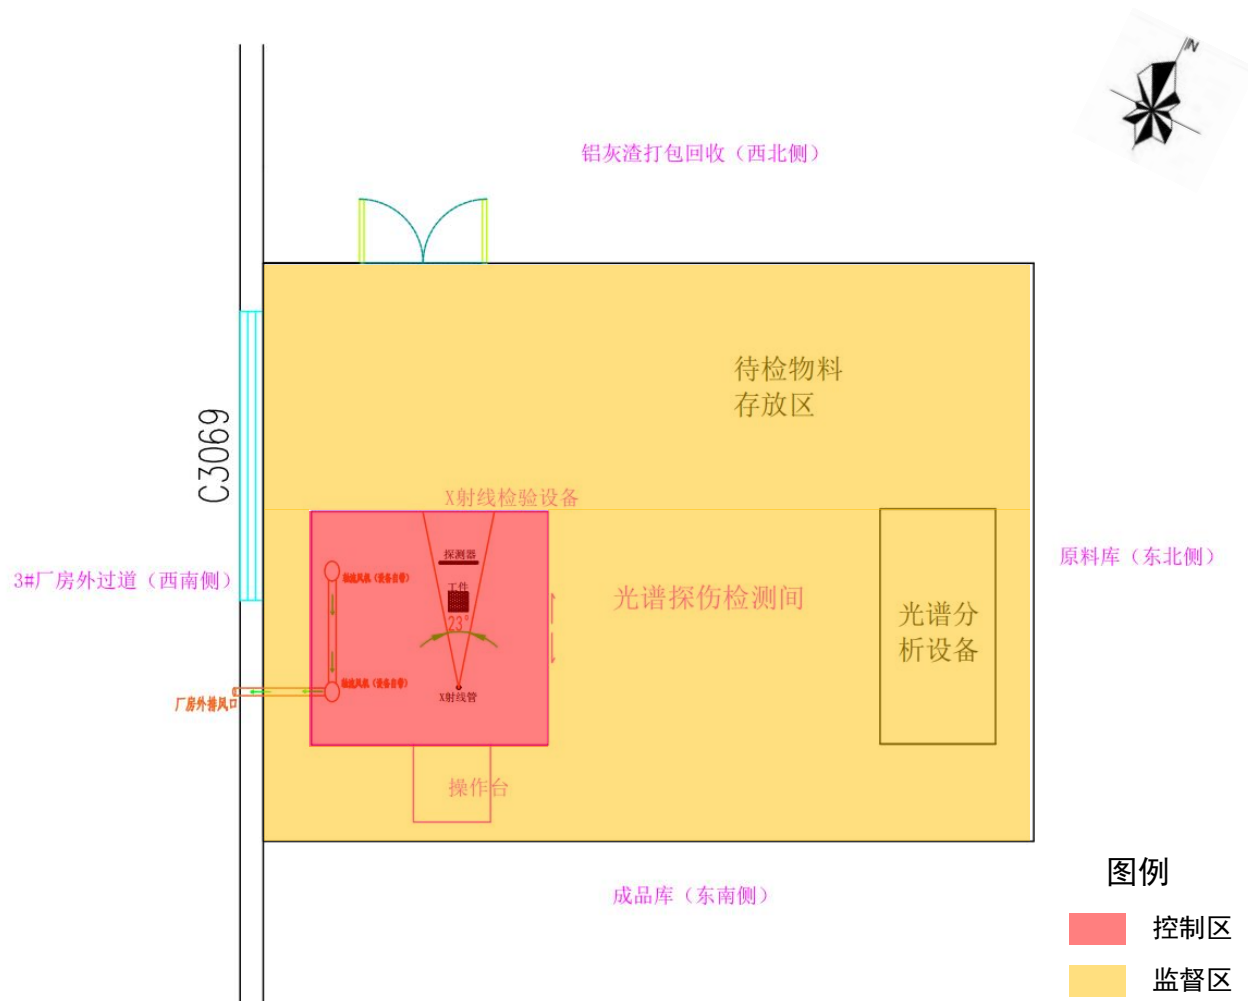 N
铝灰渣打包回收（西北侧）
待检物料
存放区
C3069
X射线检验设备
探测器
工件
23°
3#厂房外过道（西南侧）
光谱探伤检测间
光谱分
析设备
原料库（东北侧）
X射线管
厂房外排风口
操作台
成品库（东南侧）
图例
控制区
监督区